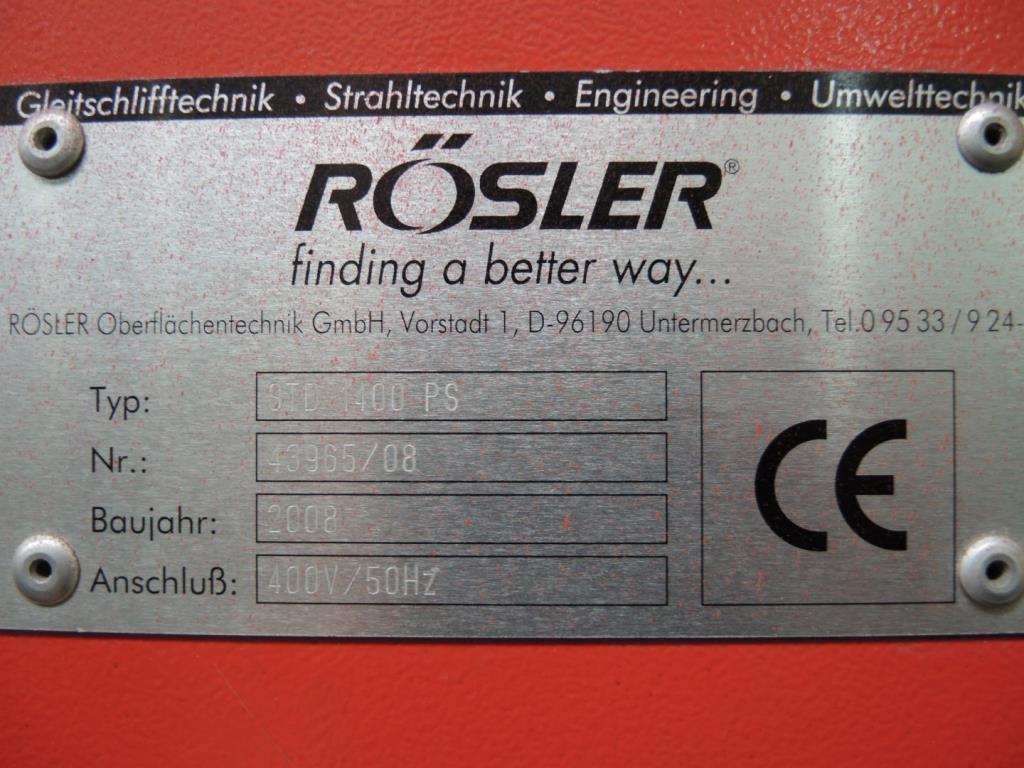 Gleitschlifftechnik • Strahltechnik • Engineering • Umwelttechnik
RÖSLER®
finding a better way...
RÖSLER Oberflächentechnik GmbH, Vorstadt 1, D-96190 Untermerzbach, Tel.0 95 33 / 9 24-
Typ: STD 1400 PS
Nr.: 43965/08
Baujahr: 2008
Anschluß: 400V/50Hz
CE